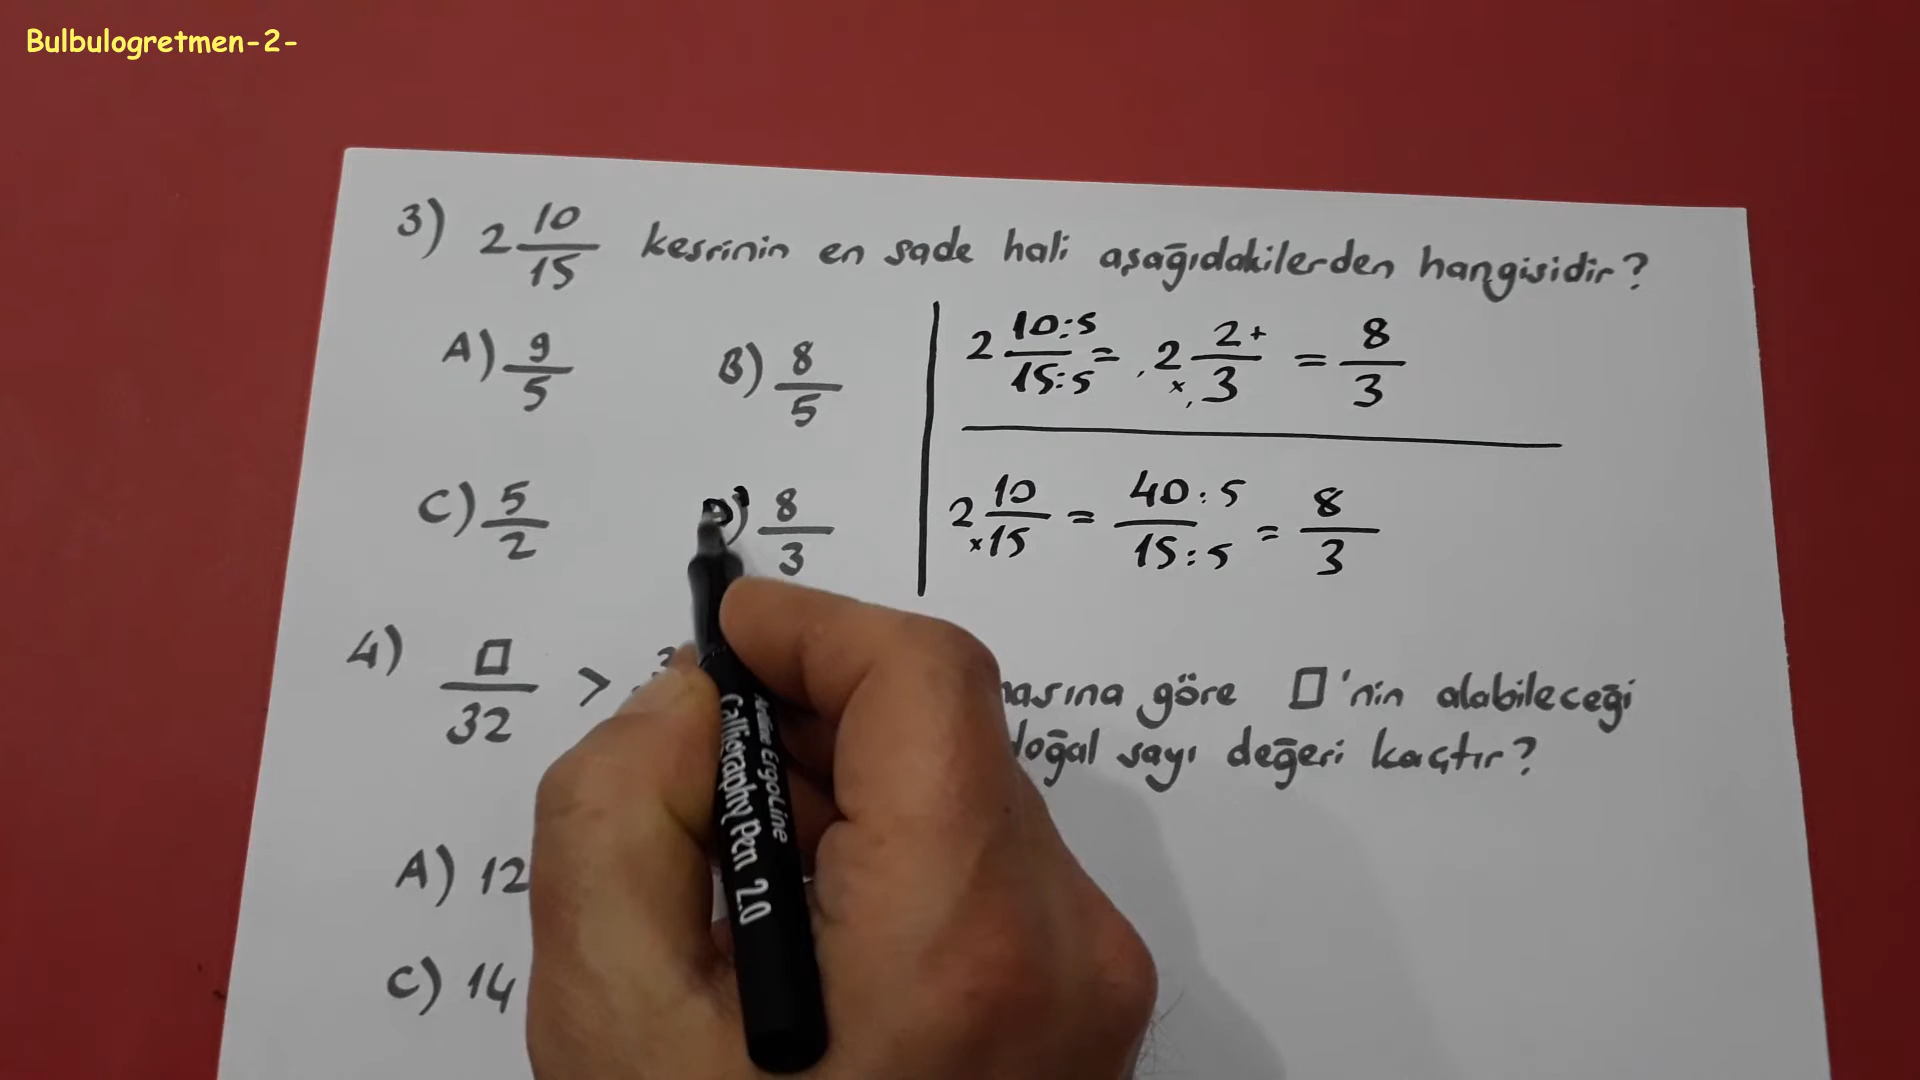 Bulbulogretmen-2-
3) 2 10/15 kesrinin en sade hali aşağıdakilerden hangisidir?
A) 9/5 B) 8/5
C) 5/2 D) 8/3
2 10:5/15:5 = 2 2/3 = 8/3
2 10/15 = 40:5/15:5 = 8/3
4) □/32 > göre □'nin alabileceği
doğal sayı değeri kaçtır?
A) 12
C) 14
Artline ErgoLine
Calligraphy Pen 2.0